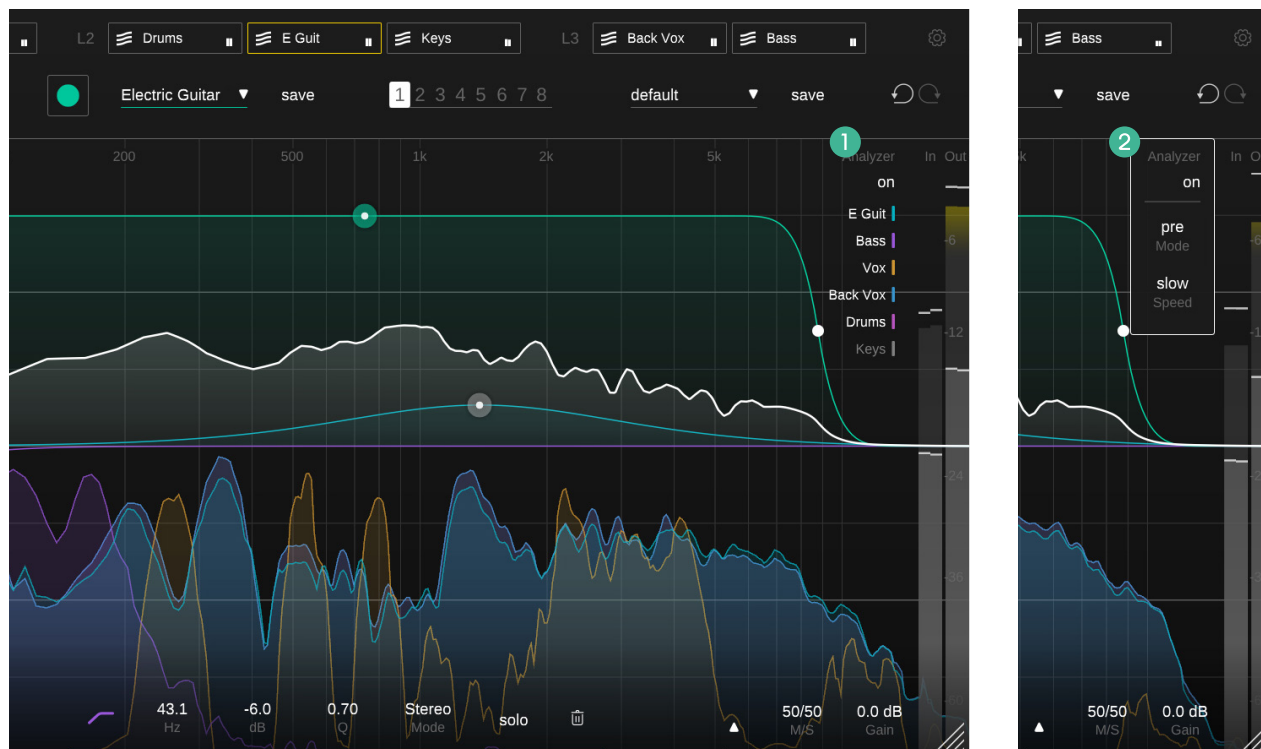 L2 Drums E Guit Keys L3 Back Vox Bass
Electric Guitar save 1 2 3 4 5 6 7 8 default save
1
200 500 1k 2k 5k Analyzer In Out
on
E Guit
Bass
-6
Vox
Back Vox
Drums
-12
Keys
-24
-36
-60
43.1 -6.0 0.70 Stereo solo 50/50 0.0 dB
Hz dB Q Mode M/S Gain
Bass
save
2
Analyzer In
on
pre
Mode
slow
Speed
50/50 0.0 dB
M/S Gain